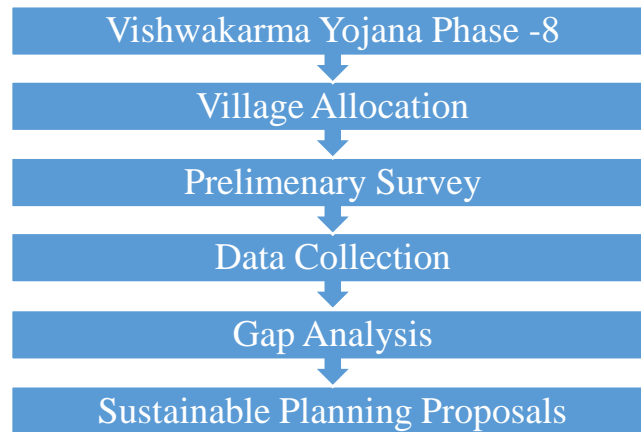 Vishwakarma Yojana Phase -8
Village Allocation
Prelimenary Survey
Data Collection
Gap Analysis
Sustainable Planning Proposals